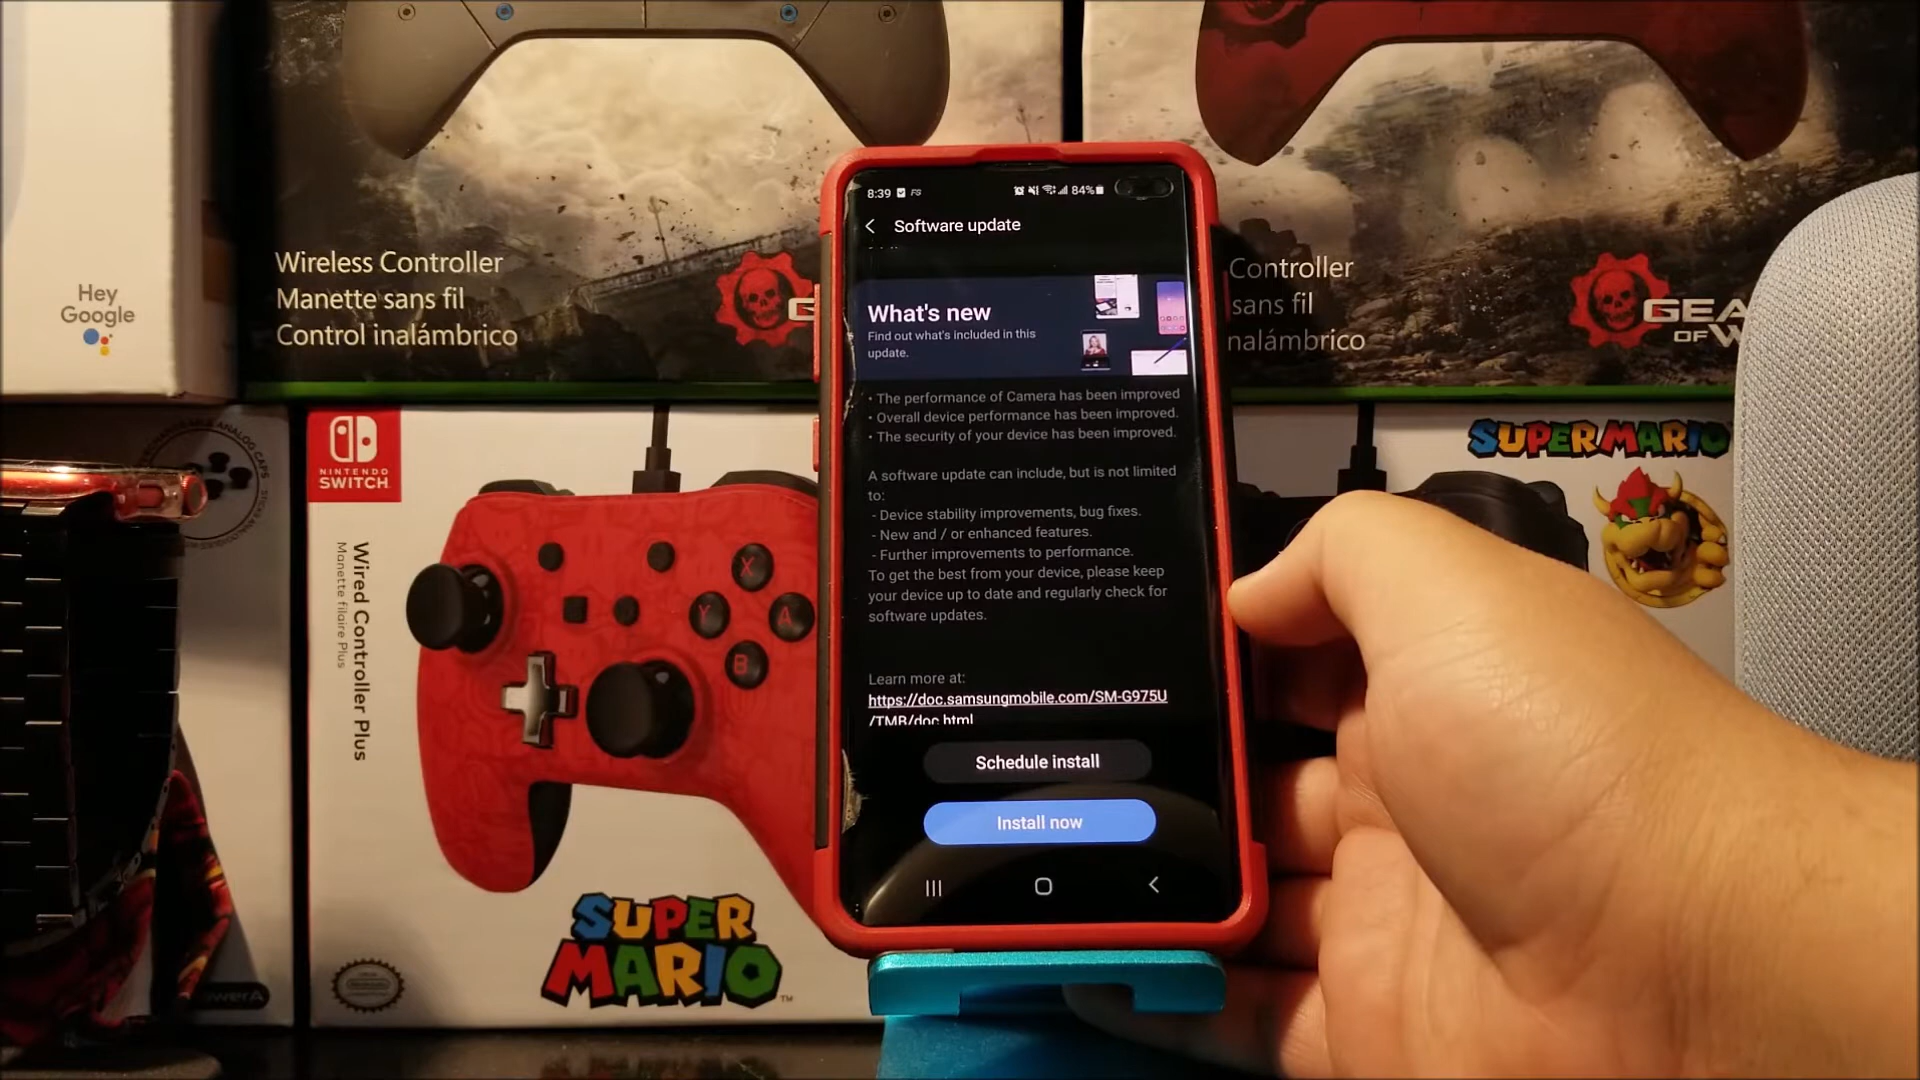 Hey
Google
Wireless Controller
Manette sans fil
Control inalámbrico
G
Controller
sans fil
nalámbrico
GEA
OF W
NINTENDO
SWITCH
Wired Controller Plus
Manette filaire Plus
X
Y
A
B
SUPER
MARIO
TM
SUPER MARIO
8:39
84%
Software update
What's new
Find out what's included in this
update.
• The performance of Camera has been improved
• Overall device performance has been improved.
• The security of your device has been improved.
A software update can include, but is not limited
to:
- Device stability improvements, bug fixes.
- New and / or enhanced features.
- Further improvements to performance.
To get the best from your device, please keep
your device up to date and regularly check for
software updates.
Learn more at:
https://doc.samsungmobile.com/SM-G975U
/TMB/doc.html
Schedule install
Install now